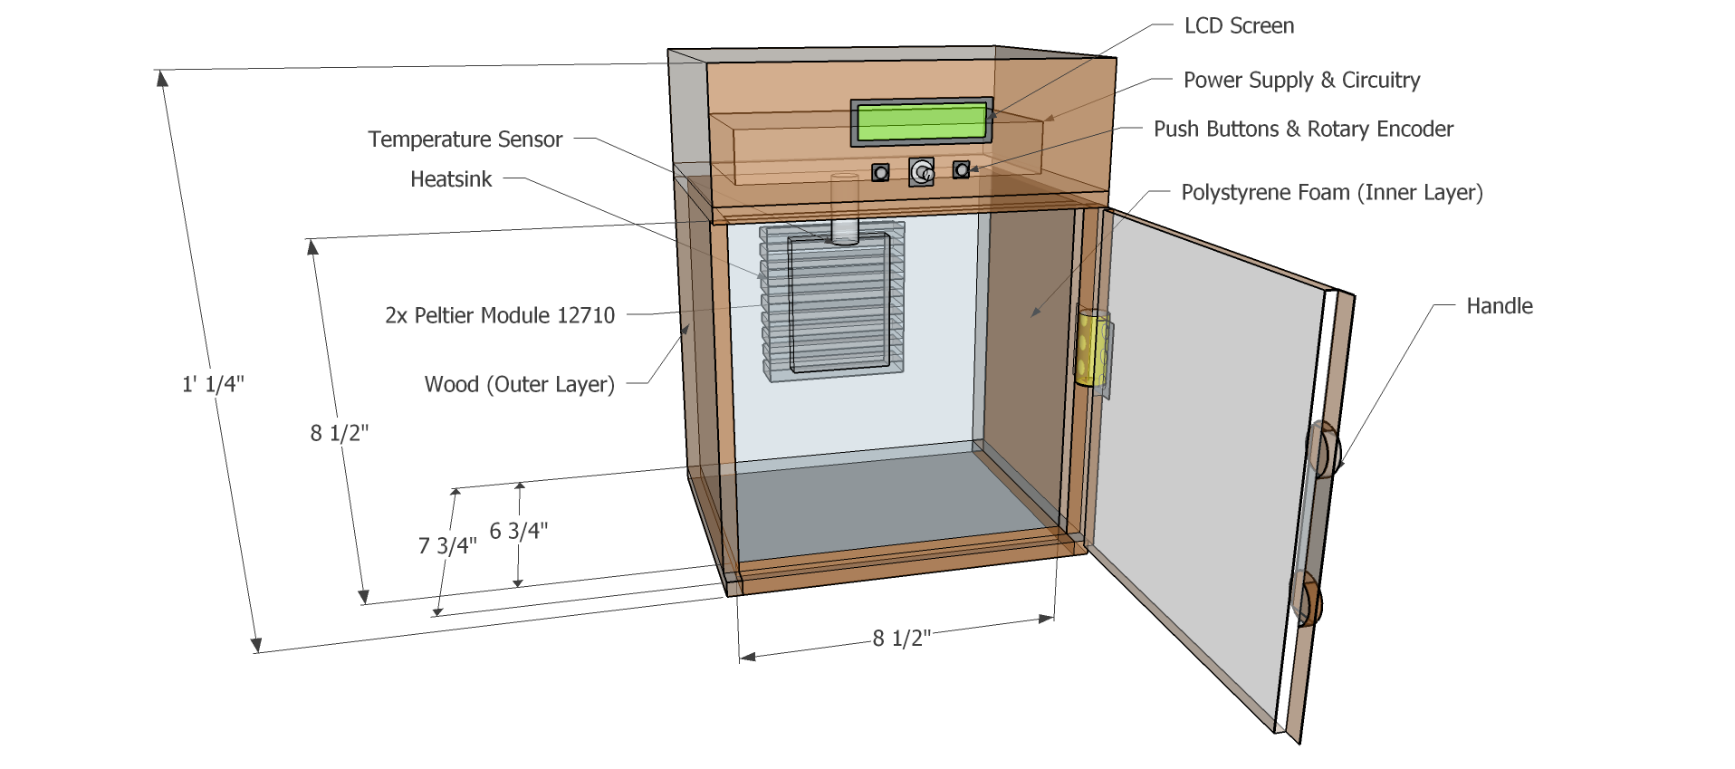 LCD Screen
Power Supply & Circuitry
Push Buttons & Rotary Encoder
Temperature Sensor
Heatsink
Polystyrene Foam (Inner Layer)
2x Peltier Module 12710
Handle
Wood (Outer Layer)
1' 1/4"
8 1/2"
7 3/4"
6 3/4"
8 1/2"